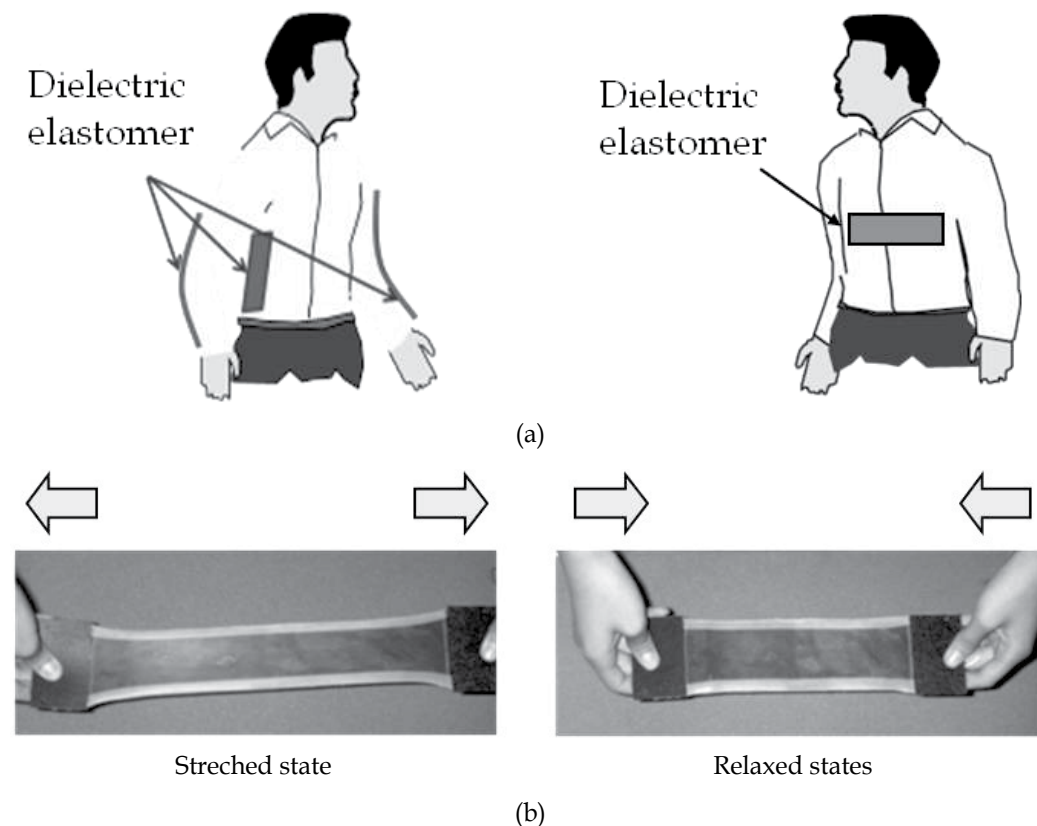 Dielectric
elastomer
Dielectric
elastomer
(a)
Streched state
Relaxed states
(b)